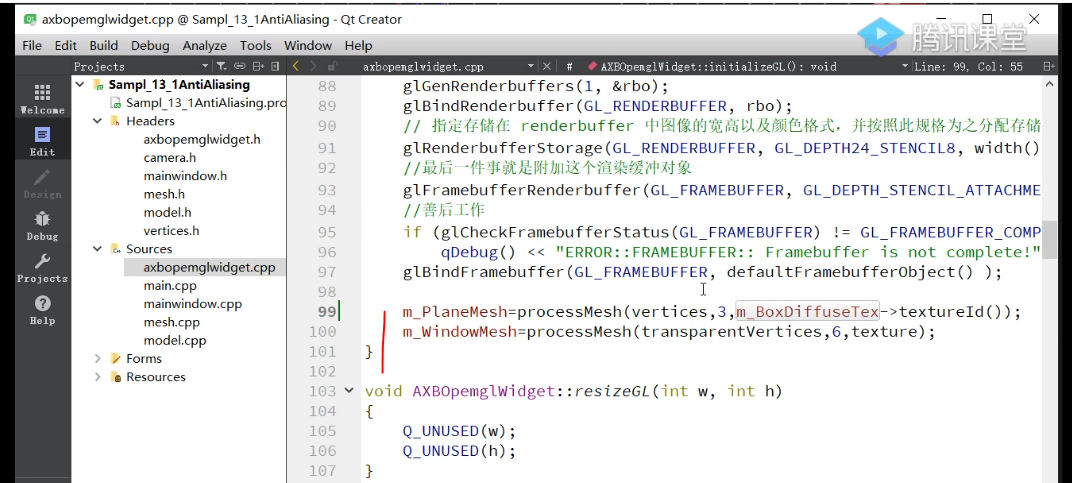 axbopemglwidget.cpp @ Sampl_13_1AntiAliasing - Qt Creator
腾讯课堂
File Edit Build Debug Analyze Tools Window Help
Projects
axbopemglwidget.cpp
# AXBOpemglWidget::initializeGL(): void
Line: 99, Col: 55
Welcome
Edit
Design
Debug
Projects
Help
Sampl_13_1AntiAliasing
Sampl_13_1AntiAliasing.pro
Headers
axbopemglwidget.h
camera.h
mainwindow.h
mesh.h
model.h
vertices.h
Sources
axbopemglwidget.cpp
main.cpp
mainwindow.cpp
mesh.cpp
model.cpp
Forms
Resources
88 glGenRenderbuffers(1, &rbo);
89 glBindRenderbuffer(GL_RENDERBUFFER, rbo);
90 // 指定存储在 renderbuffer 中图像的宽高以及颜色格式，并按照此规格为之分配存储
91 glRenderbufferStorage(GL_RENDERBUFFER, GL_DEPTH24_STENCIL8, width()
92 //最后一件事就是附加这个渲染缓冲对象
93 glFramebufferRenderbuffer(GL_FRAMEBUFFER, GL_DEPTH_STENCIL_ATTACHME
94 //善后工作
95 if (glCheckFramebufferStatus(GL_FRAMEBUFFER) != GL_FRAMEBUFFER_COMP
96 qDebug() << "ERROR::FRAMEBUFFER:: Framebuffer is not complete!"
97 glBindFramebuffer(GL_FRAMEBUFFER, defaultFramebufferObject() );
98
99 m_PlaneMesh=processMesh(vertices,3,m_BoxDiffuseTex->textureId());
100 m_WindowMesh=processMesh(transparentVertices,6,texture);
101 }
102
103 void AXBOpemglWidget::resizeGL(int w, int h)
104 {
105 Q_UNUSED(w);
106 Q_UNUSED(h);
107 }